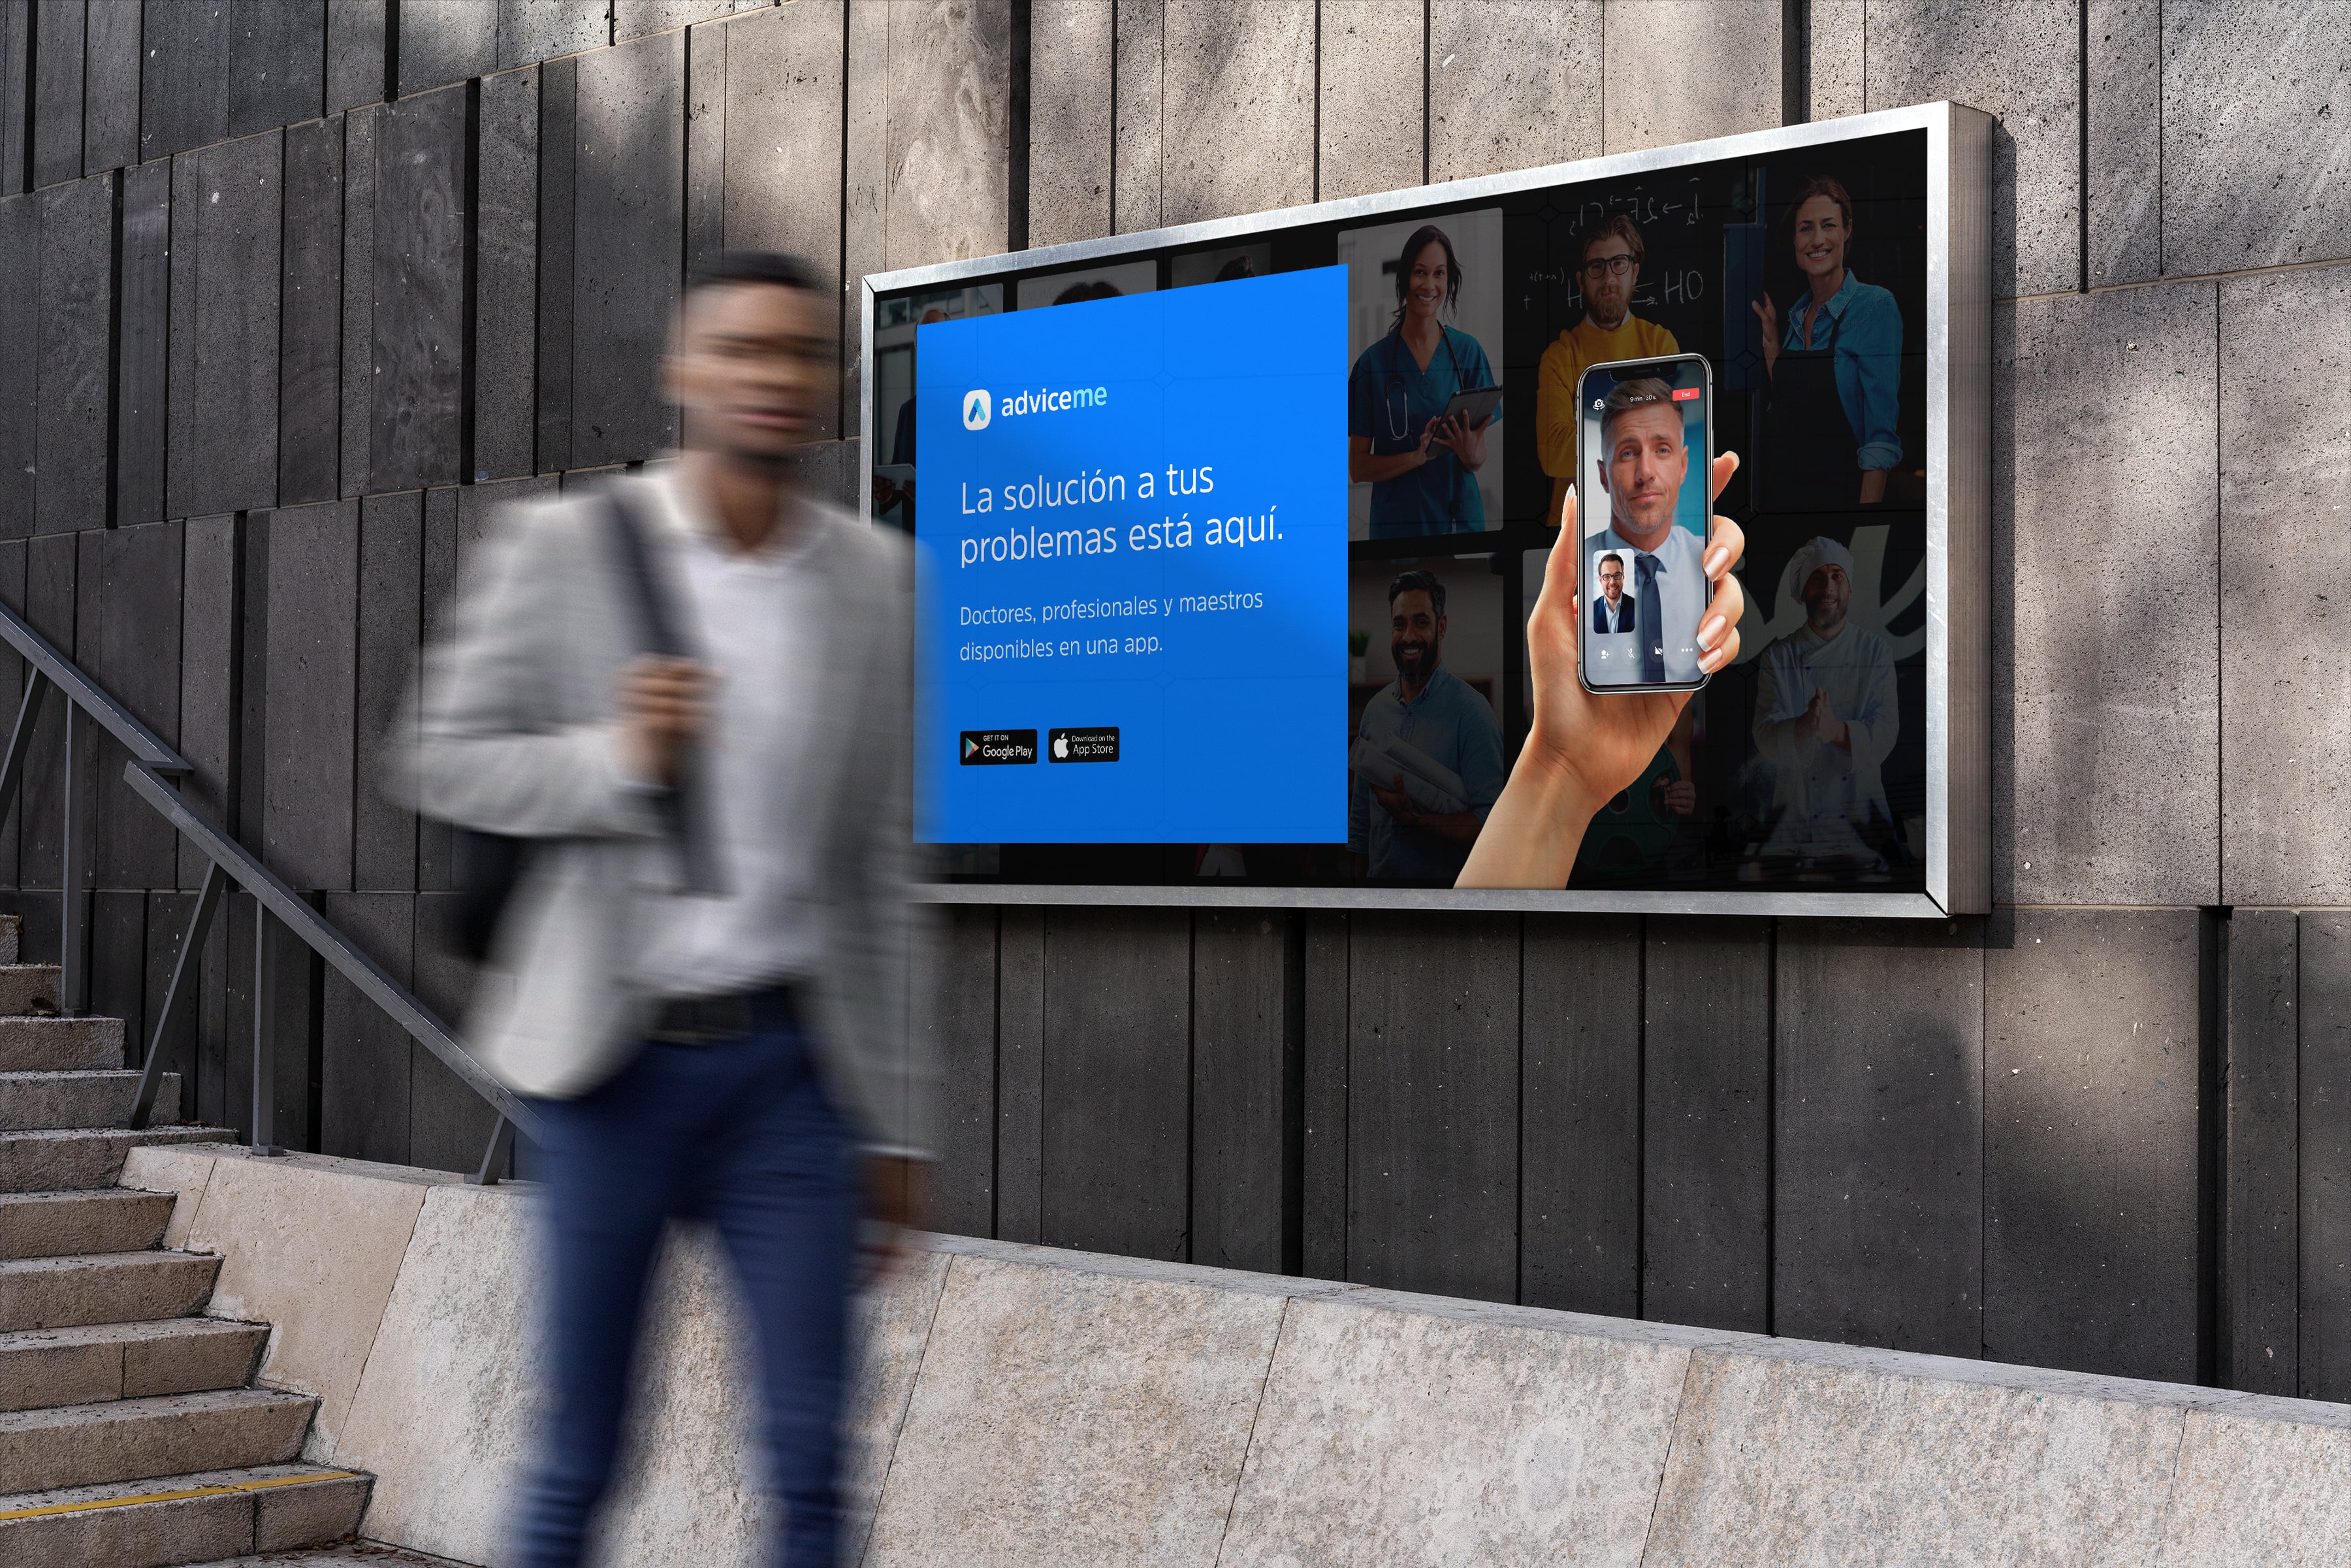 adviceme
La solución a tus
problemas está aquí.
Doctores, profesionales y maestros
disponibles en una app.
GET IT ON
Google Play
Download on the
App Store
End